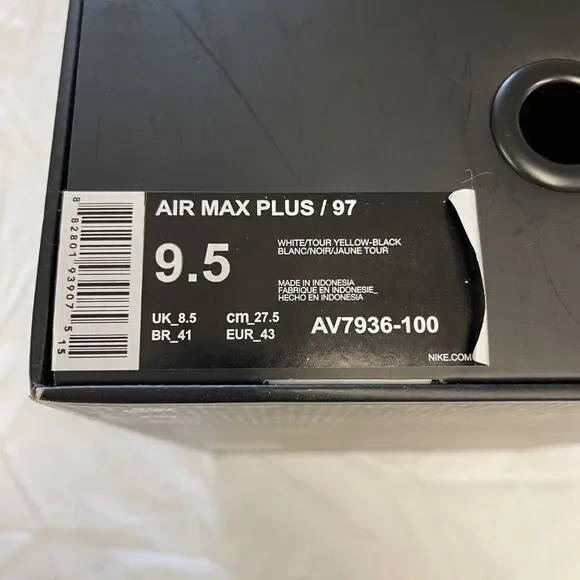 AIR MAX PLUS / 97
9.5
WHITE/TOUR YELLOW-BLACK
BLANC/NOIR/JAUNE TOUR
MADE IN INDONESIA
FABRIQUE EN INDONESIE_
HECHO EN INDONESIA
UK_8.5 cm_27.5
BR_41 EUR_43
AV7936-100
NIKE.COM
8 82801 93907 5 15